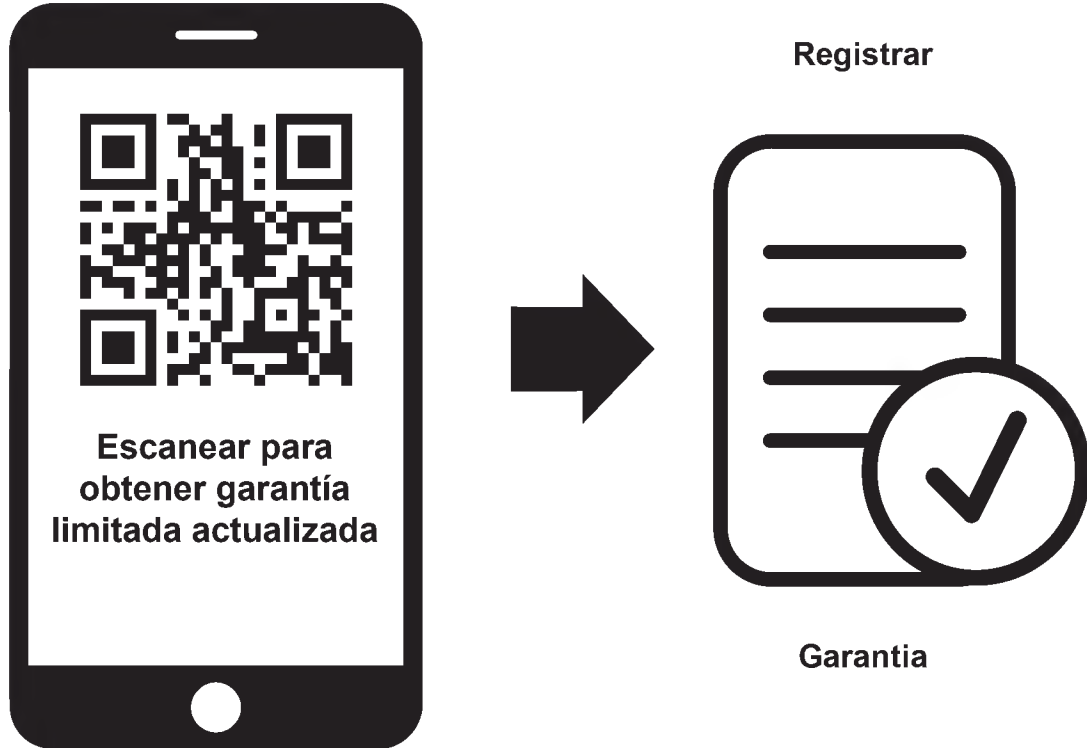 Escanear para
obtener garantía
limitada actualizada
Registrar
Garantia